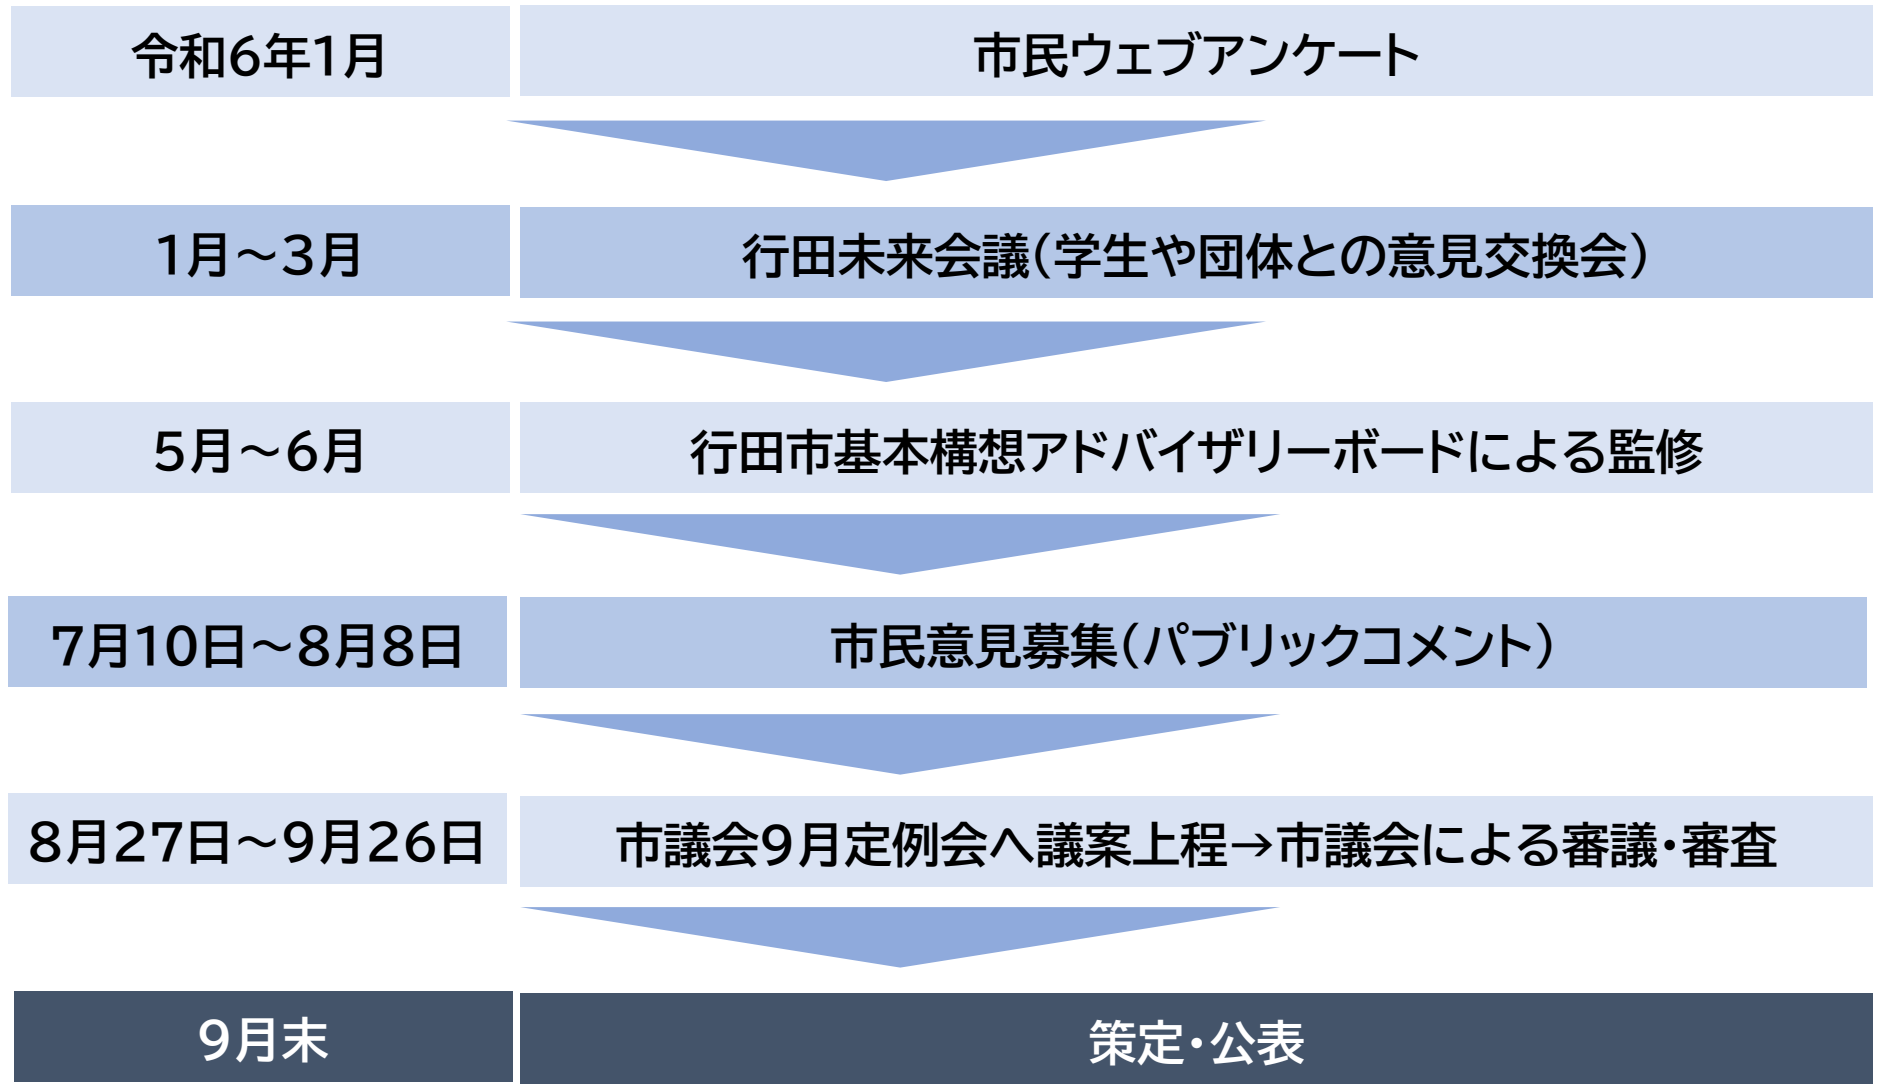 令和6年1月
市民ウェブアンケート
1月～3月
行田未来会議(学生や団体との意見交換会)
5月～6月
行田市基本構想アドバイザリーボードによる監修
7月10日～8月8日
市民意見募集(パブリックコメント)
8月27日～9月26日
市議会9月定例会へ議案上程→市議会による審議・審査
9月末
策定・公表